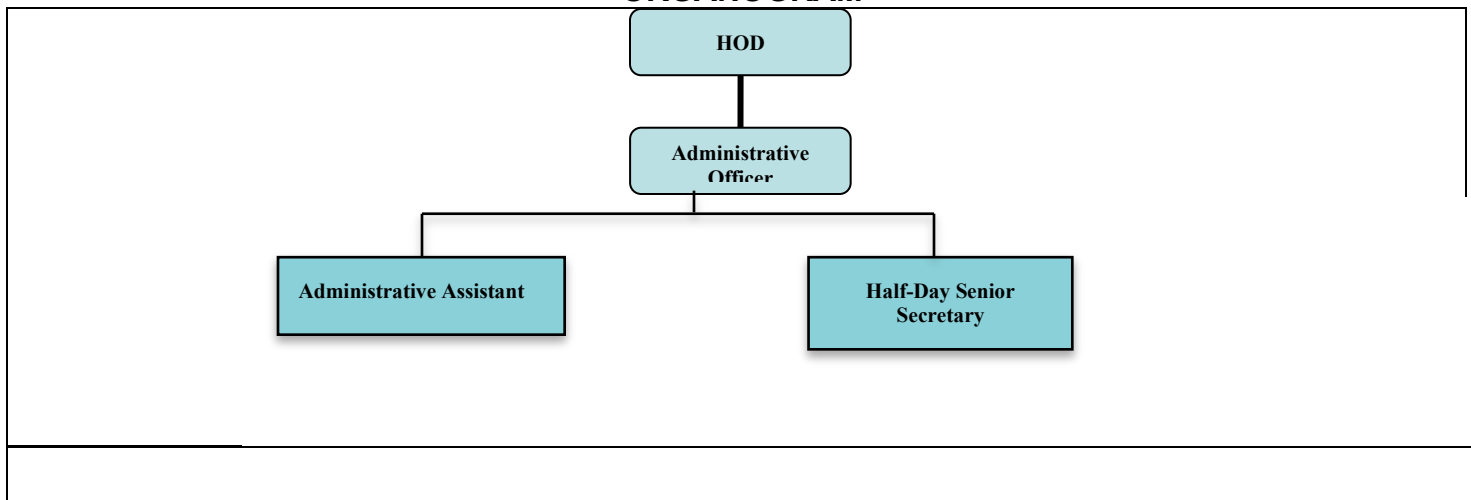 HOD
Administrative
Officer
Administrative Assistant
Half-Day Senior
Secretary